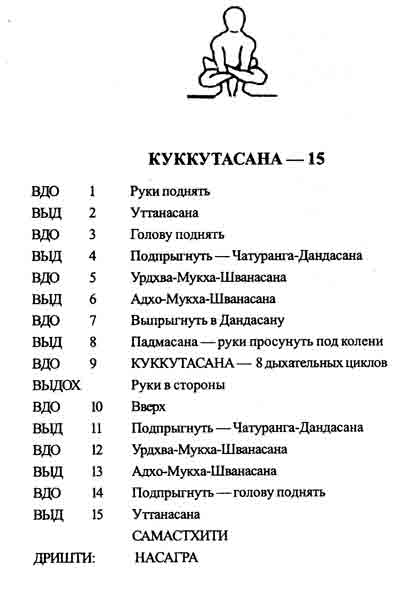 КУККУТАСАНА — 15
ВДО 1 Руки поднять
ВЫД 2 Уттанасана
ВДО 3 Голову поднять
ВЫД 4 Подпрыгнуть — Чатуранга-Дандасана
ВДО 5 Урдхва-Мукха-Шванасана
ВЫД 6 Адхо-Мукха-Шванасана
ВДО 7 Выпрыгнуть в Дандасану
ВЫД 8 Падмасана — руки просунуть под колени
ВДО 9 КУККУТАСАНА — 8 дыхательных циклов
ВЫДОХ Руки в стороны
ВДО 10 Вверх
ВЫД 11 Подпрыгнуть — Чатуранга-Дандасана
ВДО 12 Урдхва-Мукха-Шванасана
ВЫД 13 Адхо-Мукха-Шванасана
ВДО 14 Подпрыгнуть — голову поднять
ВЫД 15 Уттанасана
САМАСТХИТИ
ДРИШТИ: НАСАГРА